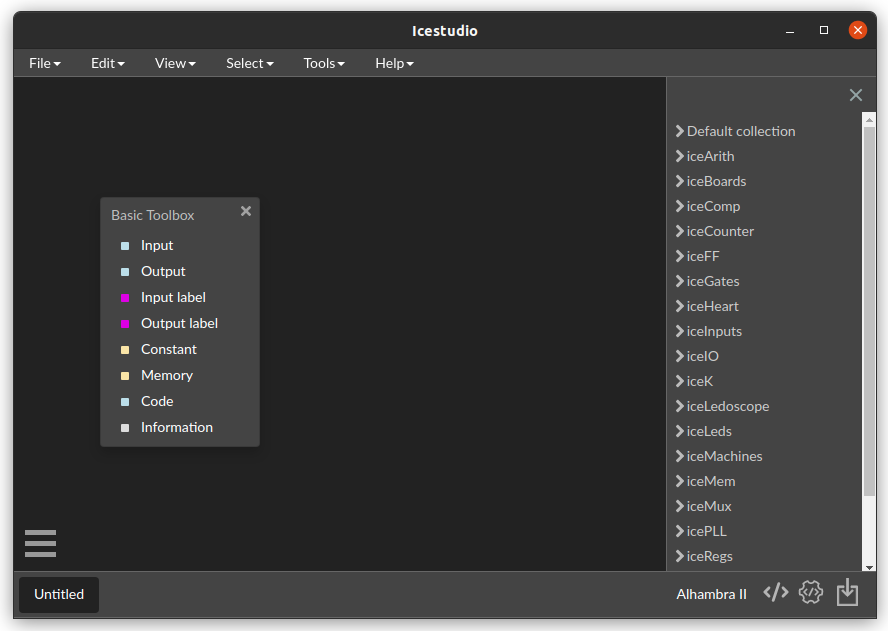 Icestudio
File Edit View Select Tools Help
Basic Toolbox
Input
Output
Input label
Output label
Constant
Memory
Code
Information
Default collection
iceArith
iceBoards
iceComp
iceCounter
iceFF
iceGates
iceHeart
iceInputs
iceIO
iceK
iceLedoscope
iceLeds
iceMachines
iceMem
iceMux
icePLL
iceRegs
Untitled
Alhambra II